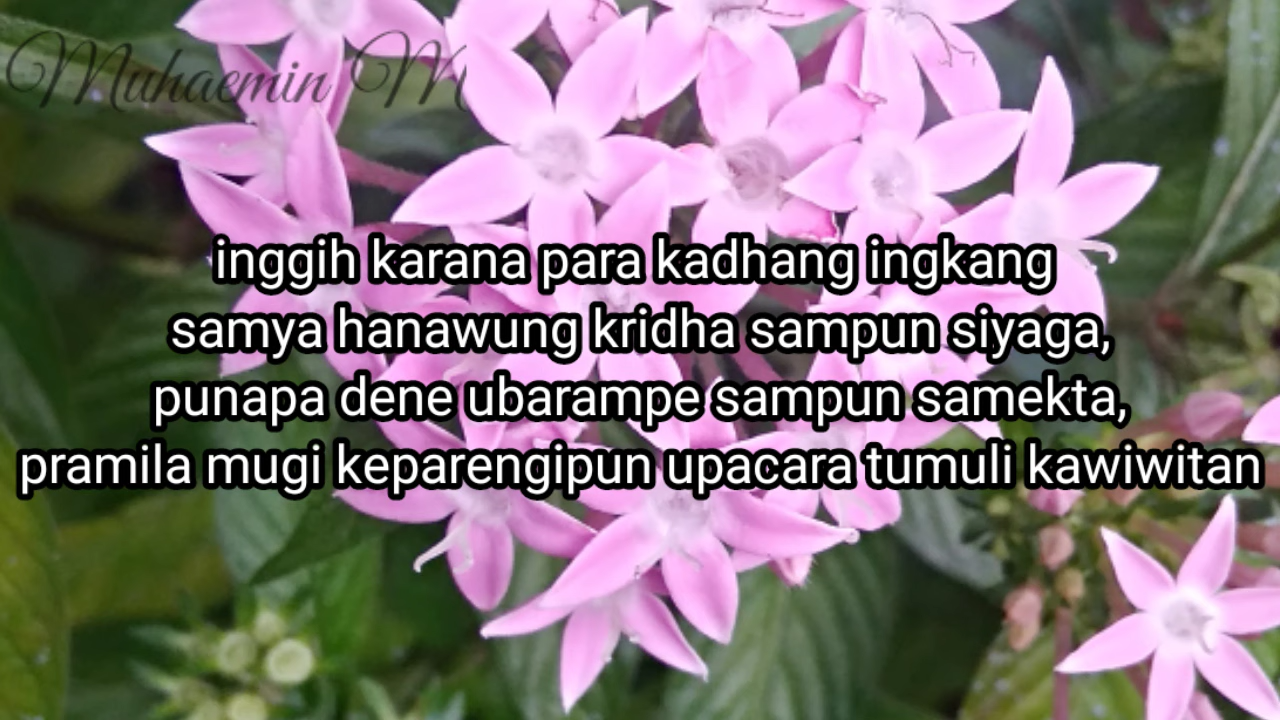 Muhaemin M
inggih karana para kadhang ingkang
samya hanawung kridha sampun siyaga,
punapa dene ubarampe sampun samekta,
pramila mugi keparengipun upacara tumuli kawiwitan